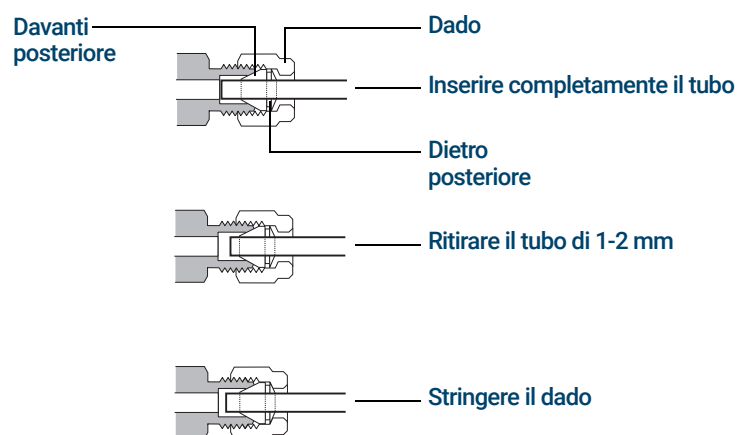 Davanti
posteriore
Dado
Inserire completamente il tubo
Dietro
posteriore
Ritirare il tubo di 1-2 mm
Stringere il dado